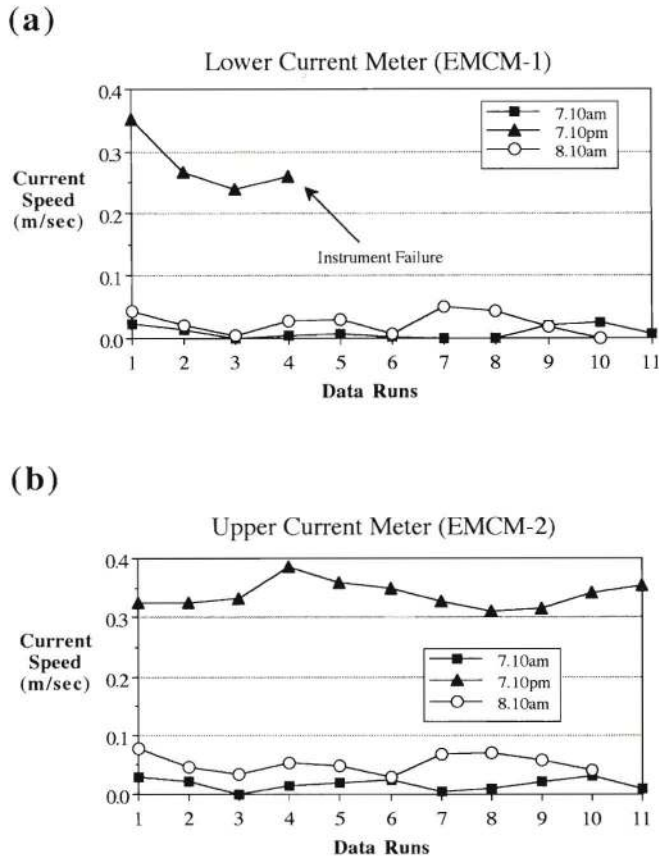 (a)
Lower Current Meter (EMCM-1)
0.4
0.3
0.2
0.1
0.0
Current
Speed
(m/sec)
7.10am
7.10pm
8.10am
Instrument Failure
1 2 3 4 5 6 7 8 9 10 11
Data Runs
(b)
Upper Current Meter (EMCM-2)
0.4
0.3
0.2
0.1
0.0
Current
Speed
(m/sec)
7.10am
7.10pm
8.10am
1 2 3 4 5 6 7 8 9 10 11
Data Runs